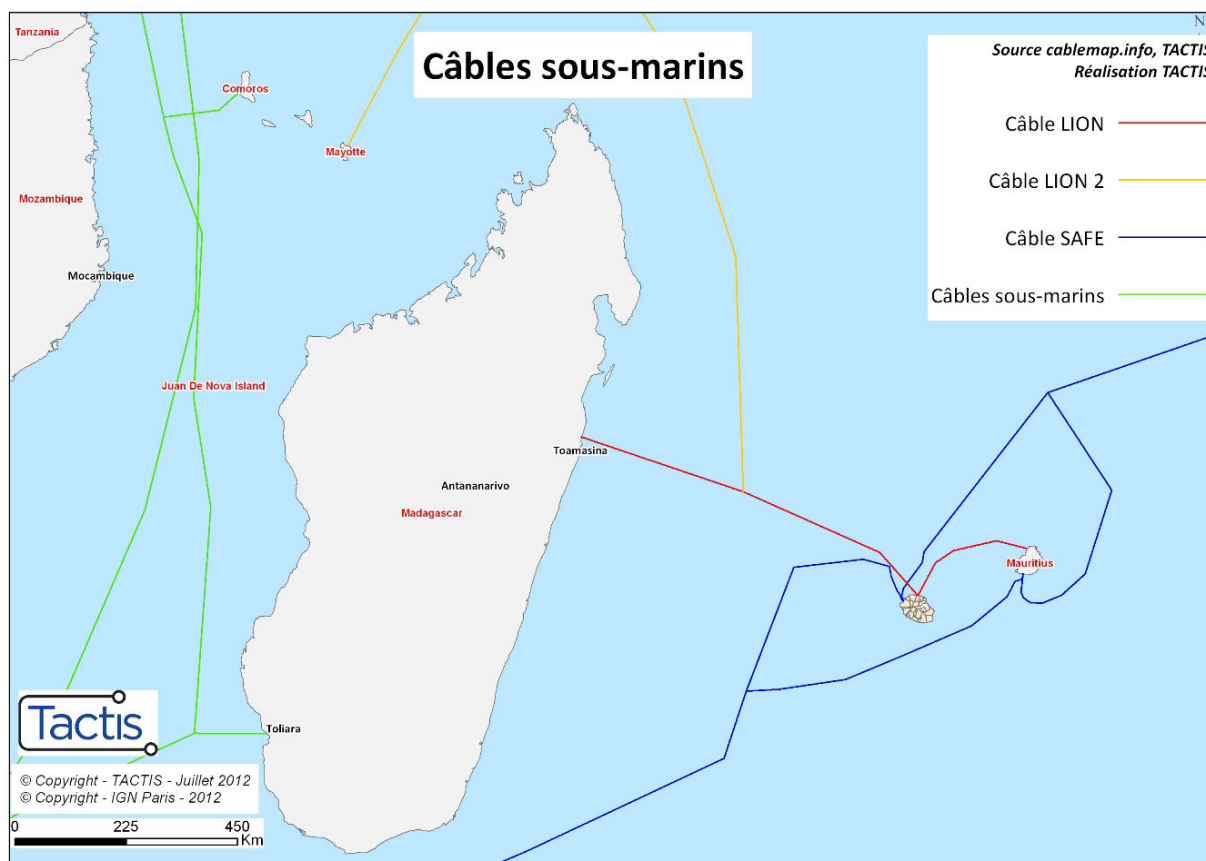 Tanzania
Câbles sous-marins
N
Source cablemap.info, TACTIS
Réalisation TACTIS
Comoros
Câble LION
Mayotte
Câble LION 2
Mozambique
Câble SAFE
Mocambique
Câbles sous-marins
Juan De Nova Island
Toamasina
Antananarivo
Madagascar
Mauritius
Tactis
Toliara
© Copyright - TACTIS - Juillet 2012
© Copyright - IGN Paris - 2012
0 225 450
Km